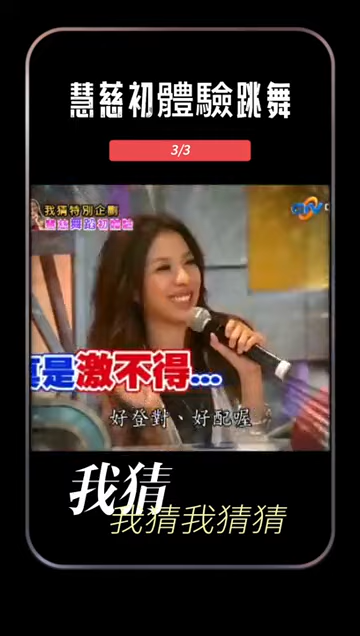 慧慈初體驗跳舞
3/3
我猜特別企劃
慧慈舞蹈初體驗
真是激不得...
好登對、好配喔
我猜
我猜我猜猜